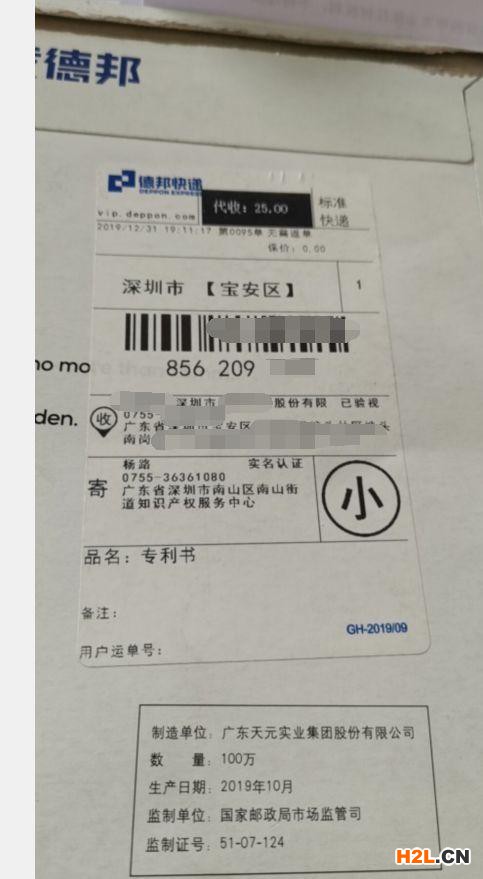 德邦
德邦快递
DEPPON EXPRESS
代收：25.00
标准
快递
vip.deppon.com
2019/12/31 19:11:17 第0095单 无需返单
保价：0.00
深圳市 【宝安区】
1
no more than
856 209
den.
收
深圳市 股份有限 已验视
0755-
广东省深圳市宝安区
南岗
寄
杨路 实名认证
0755-36361080
广东省深圳市南山区南山街
道知识产权服务中心
小
品名：专利书
备注：
GH-2019/09
用户运单号：
制造单位：广东天元实业集团股份有限公司
数 量：100万
生产日期：2019年10月
监制单位：国家邮政局市场监管司
监制证号：51-07-124
H2L.CN